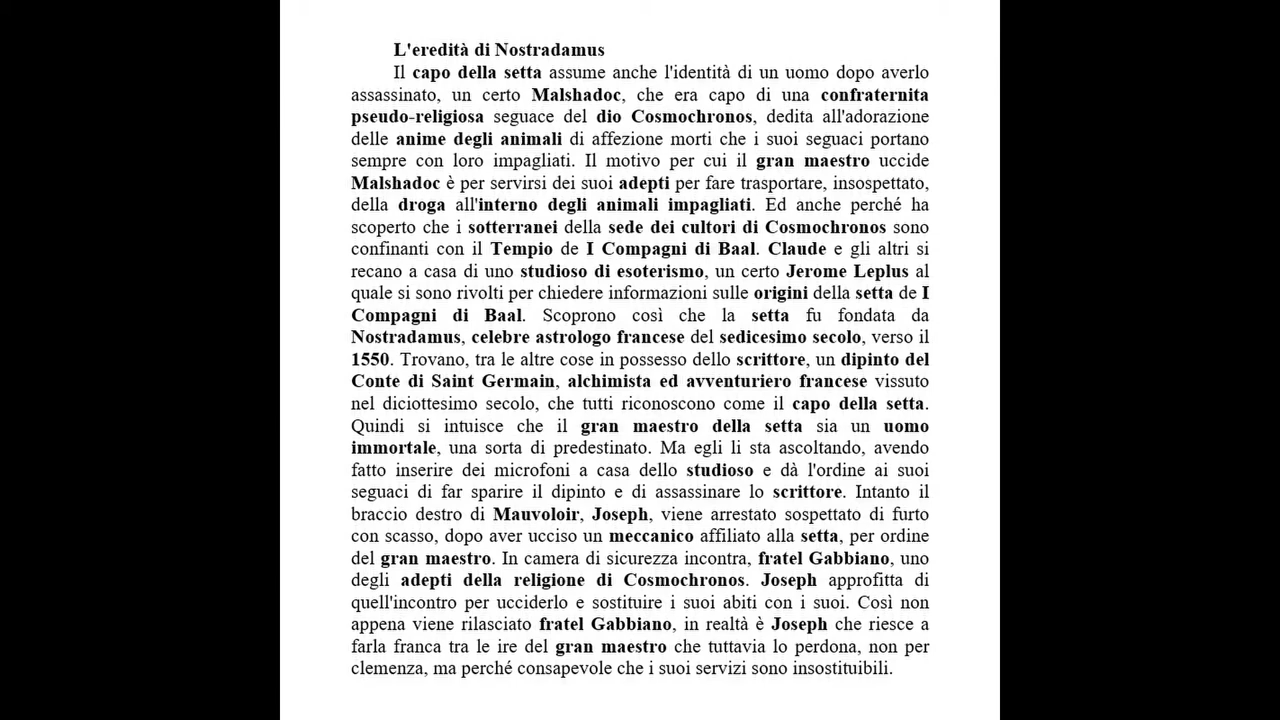 L'eredità di Nostradamus
Il capo della setta assume anche l'identità di un uomo dopo averlo
assassinato, un certo Malshadoc, che era capo di una confraternita
pseudo-religiosa seguace del dio Cosmochronos, dedita all'adorazione
delle anime degli animali di affezione morti che i suoi seguaci portano
sempre con loro impagliati. Il motivo per cui il gran maestro uccide
Malshadoc è per servirsi dei suoi adepti per fare trasportare, insospettato,
della droga all'interno degli animali impagliati. Ed anche perché ha
scoperto che i sotterranei della sede dei cultori di Cosmochronos sono
confinanti con il Tempio de I Compagni di Baal. Claude e gli altri si
recano a casa di uno studioso di esoterismo, un certo Jerome Leplus al
quale si sono rivolti per chiedere informazioni sulle origini della setta de I
Compagni di Baal. Scoprono così che la setta fu fondata da
Nostradamus, celebre astrologo francese del sedicesimo secolo, verso il
1550. Trovano, tra le altre cose in possesso dello scrittore, un dipinto del
Conte di Saint Germain, alchimista ed avventuriero francese vissuto
nel diciottesimo secolo, che tutti riconoscono come il capo della setta.
Quindi si intuisce che il gran maestro della setta sia un uomo
immortale, una sorta di predestinato. Ma egli li sta ascoltando, avendo
fatto inserire dei microfoni a casa dello studioso e dà l'ordine ai suoi
seguaci di far sparire il dipinto e di assassinare lo scrittore. Intanto il
braccio destro di Mauvoloir, Joseph, viene arrestato sospettato di furto
con scasso, dopo aver ucciso un meccanico affiliato alla setta, per ordine
del gran maestro. In camera di sicurezza incontra, fratel Gabbiano, uno
degli adepti della religione di Cosmochronos. Joseph approfitta di
quell'incontro per ucciderlo e sostituire i suoi abiti con i suoi. Così non
appena viene rilasciato fratel Gabbiano, in realtà è Joseph che riesce a
farla franca tra le ire del gran maestro che tuttavia lo perdona, non per
clemenza, ma perché consapevole che i suoi servizi sono insostituibili.